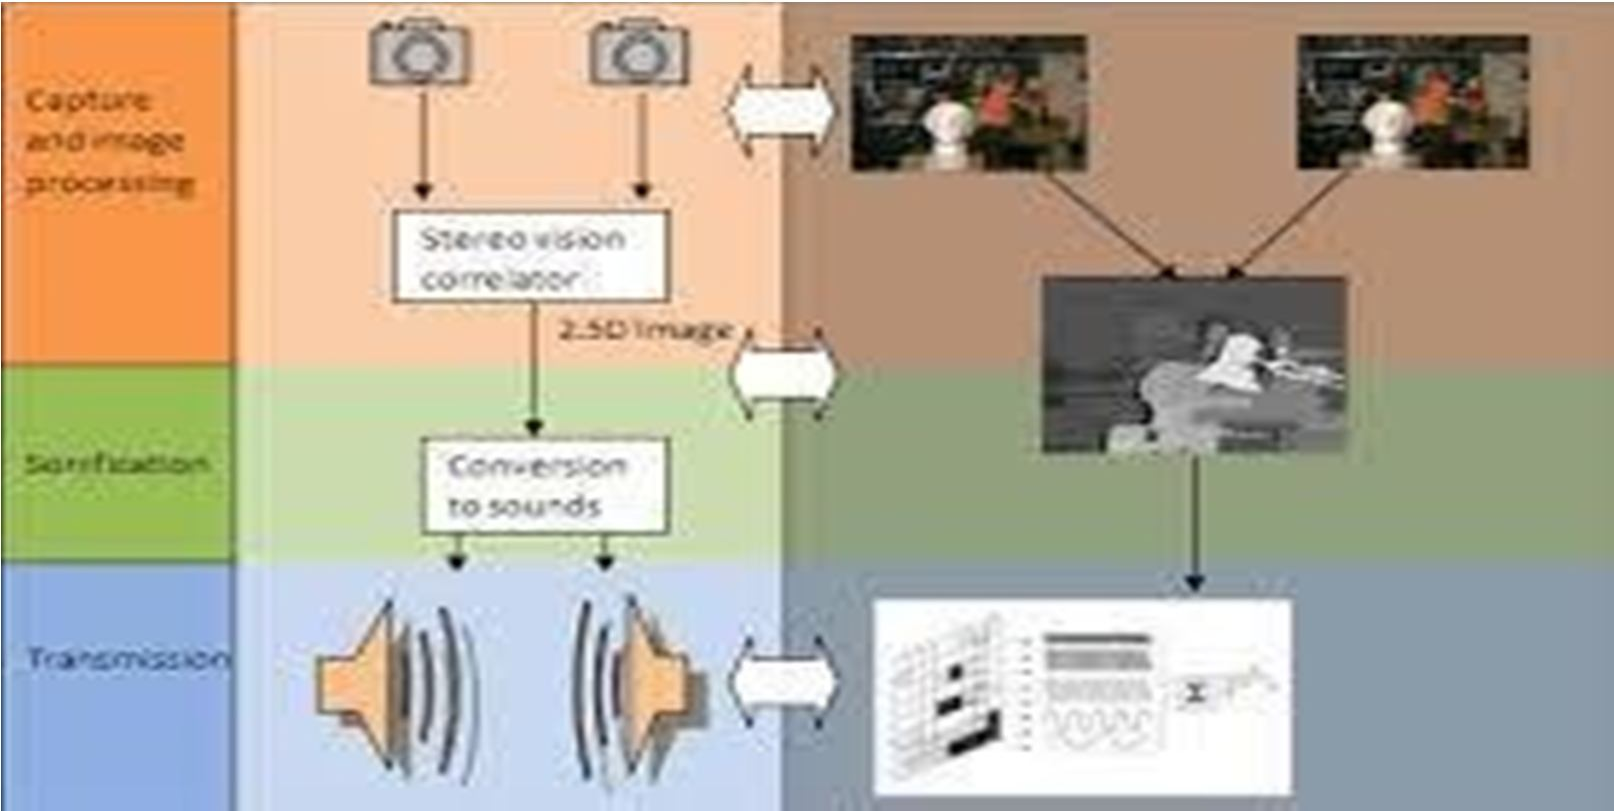 Capture
and image
processing
Stereo vision
correlator
2.5D Image
Sonification
Conversion
to sounds
Transmission
Σ